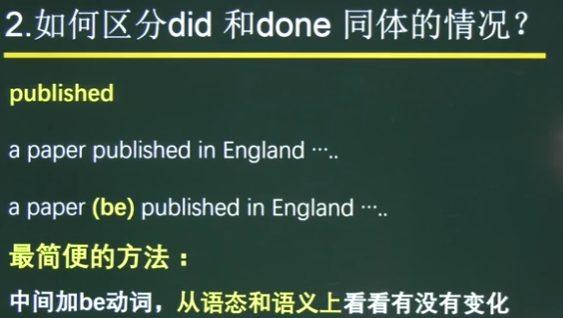 2.如何区分did 和done 同体的情况？
published
a paper published in England …..
a paper (be) published in England …..
最简便的方法：
中间加be动词，从语态和语义上看看有没有变化